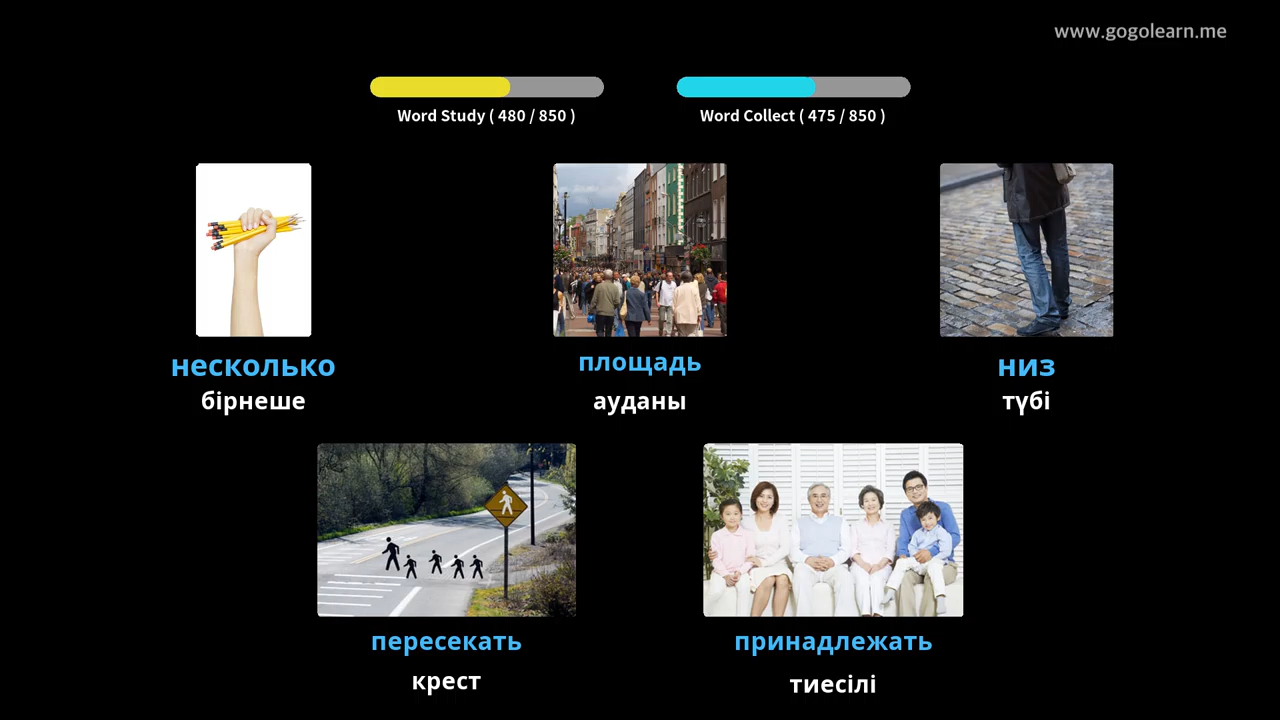 www.gogolearn.me
Word Study ( 480 / 850 )
Word Collect ( 475 / 850 )
несколько
бірнеше
площадь
ауданы
низ
түбі
пересекать
крест
принадлежать
тиесілі